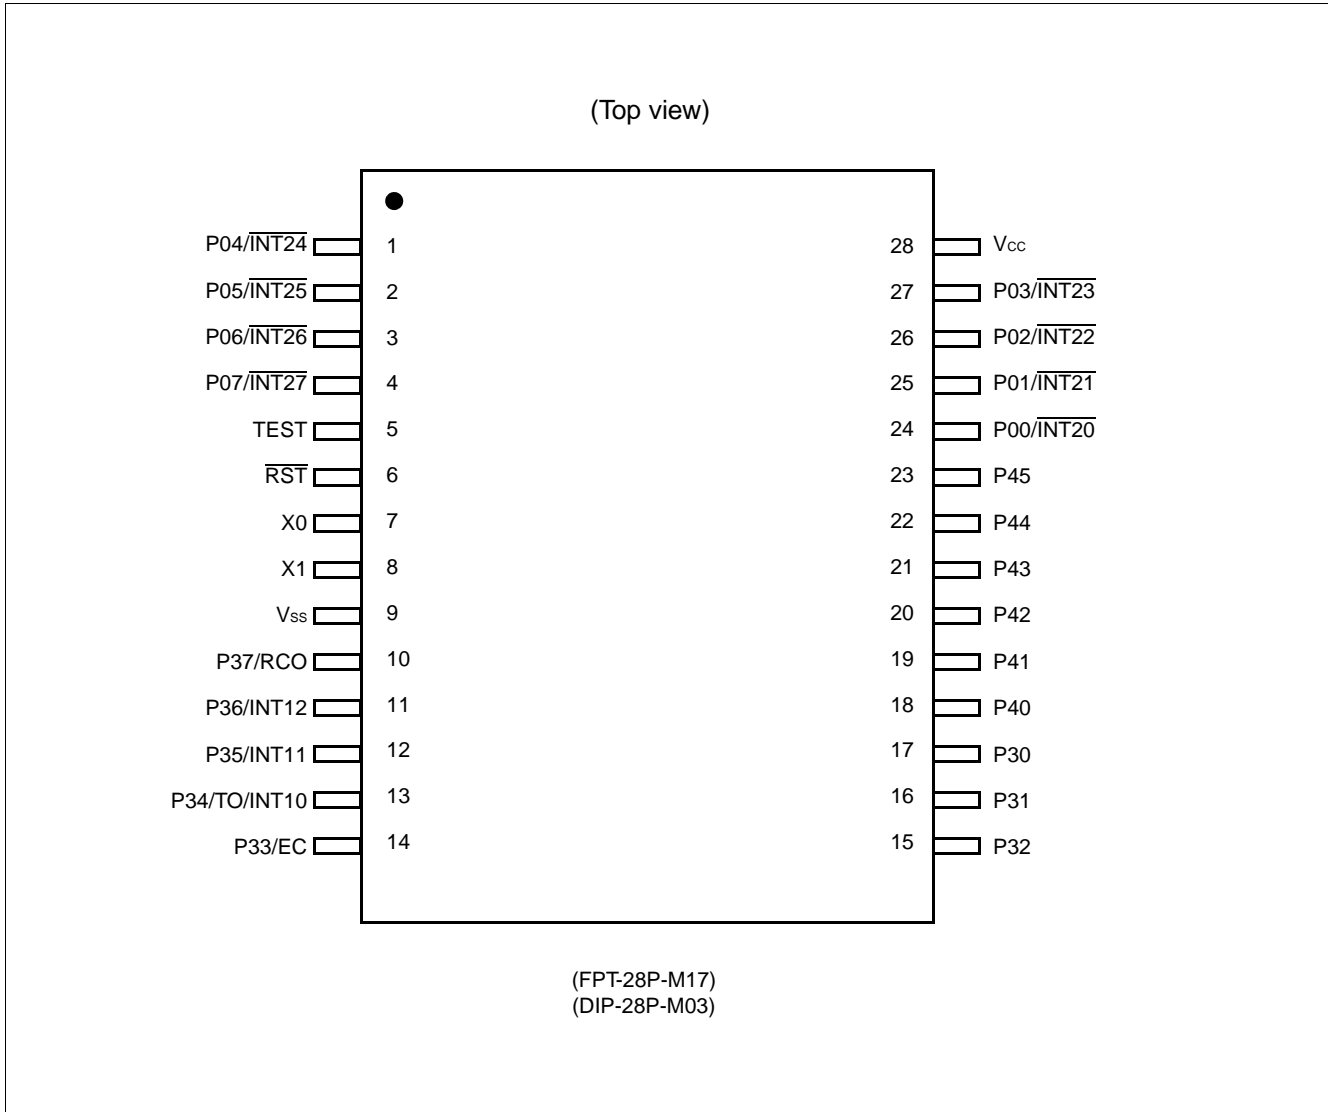 (Top view)
P04/INT24 1 28 Vcc
P05/INT25 2 27 P03/INT23
P06/INT26 3 26 P02/INT22
P07/INT27 4 25 P01/INT21
TEST 5 24 P00/INT20
RST 6 23 P45
X0 7 22 P44
X1 8 21 P43
Vss 9 20 P42
P37/RCO 10 19 P41
P36/INT12 11 18 P40
P35/INT11 12 17 P30
P34/TO/INT10 13 16 P31
P33/EC 14 15 P32
(FPT-28P-M17)
(DIP-28P-M03)